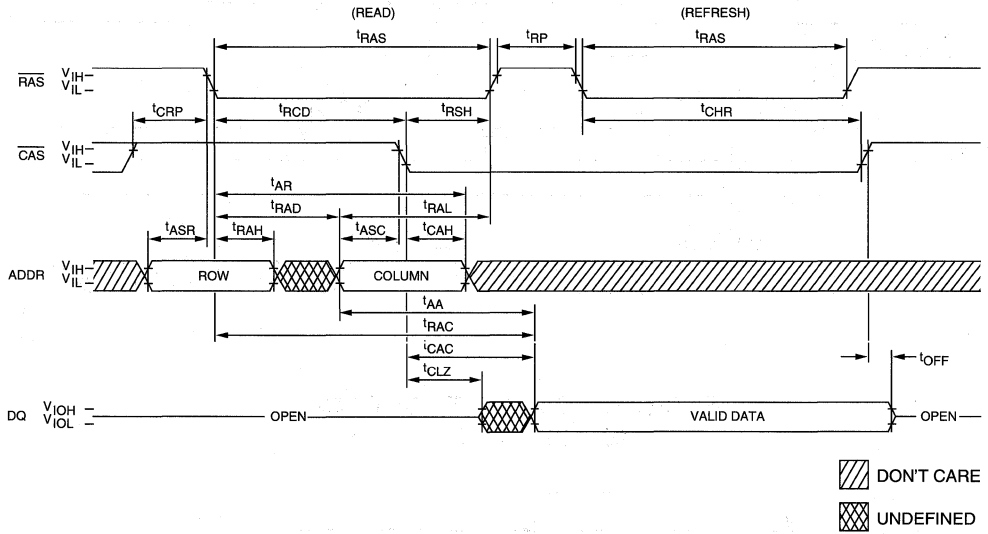 (READ) (REFRESH)
tRAS tRP tRAS
RAS VIH
VIL
tCRP tRCD tRSH tCHR
CAS VIH
VIL
tAR
tRAD tRAL
tASR tRAH tASC tCAH
ADDR VIH
VIL
ROW COLUMN
tAA
tRAC
tCAC
tOFF
tCLZ
DQ VIOH
VIOL
OPEN VALID DATA OPEN
DON'T CARE
UNDEFINED